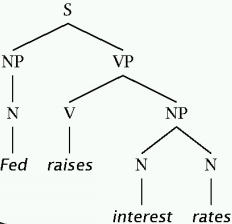 S
NP VP
N V NP
Fed raises N N
interest rates